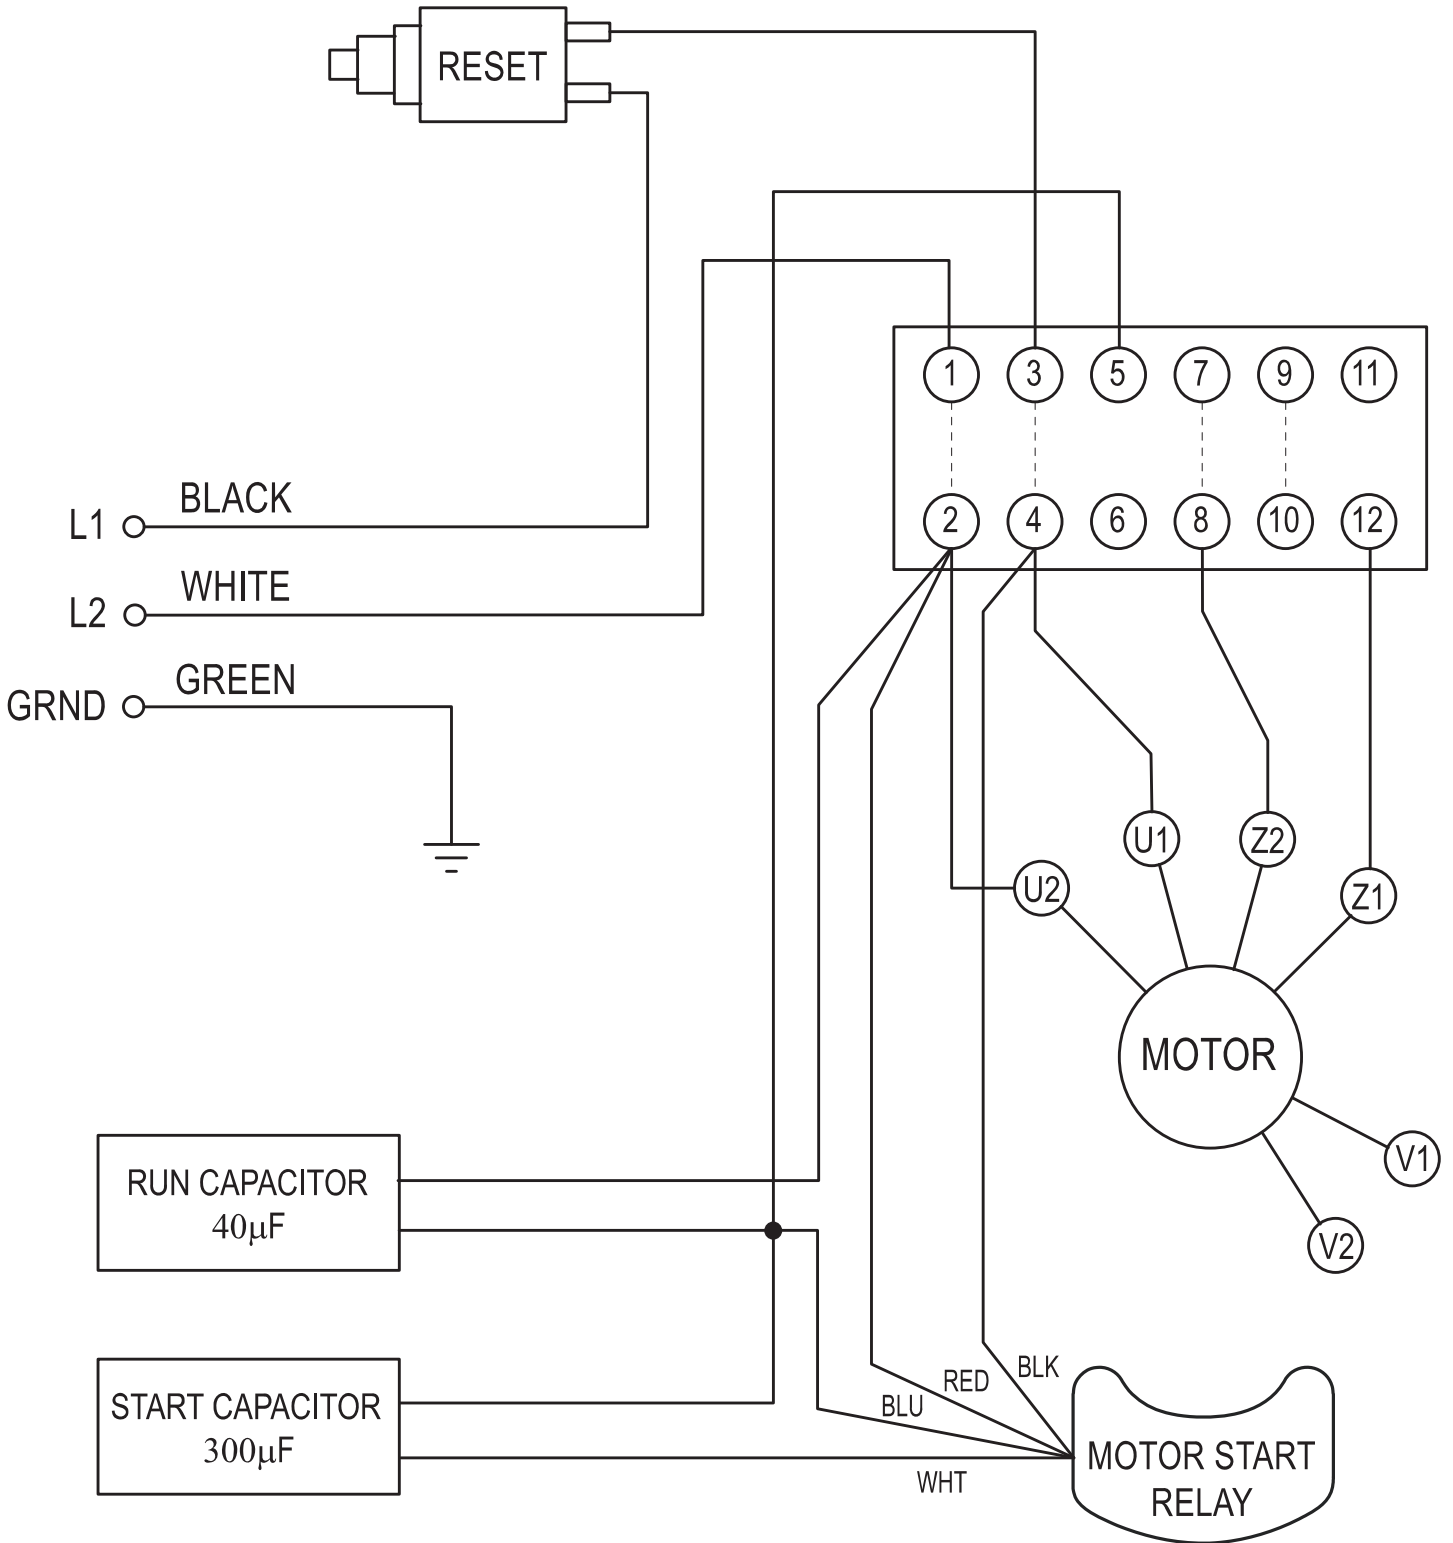 RESET
1
3
5
7
9
11
2
4
6
8
10
12
BLACK
L1
WHITE
L2
GREEN
GRND
U1
Z2
U2
Z1
MOTOR
V1
V2
RUN CAPACITOR
40µF
START CAPACITOR
300µF
BLK
RED
BLU
WHT
MOTOR START
RELAY